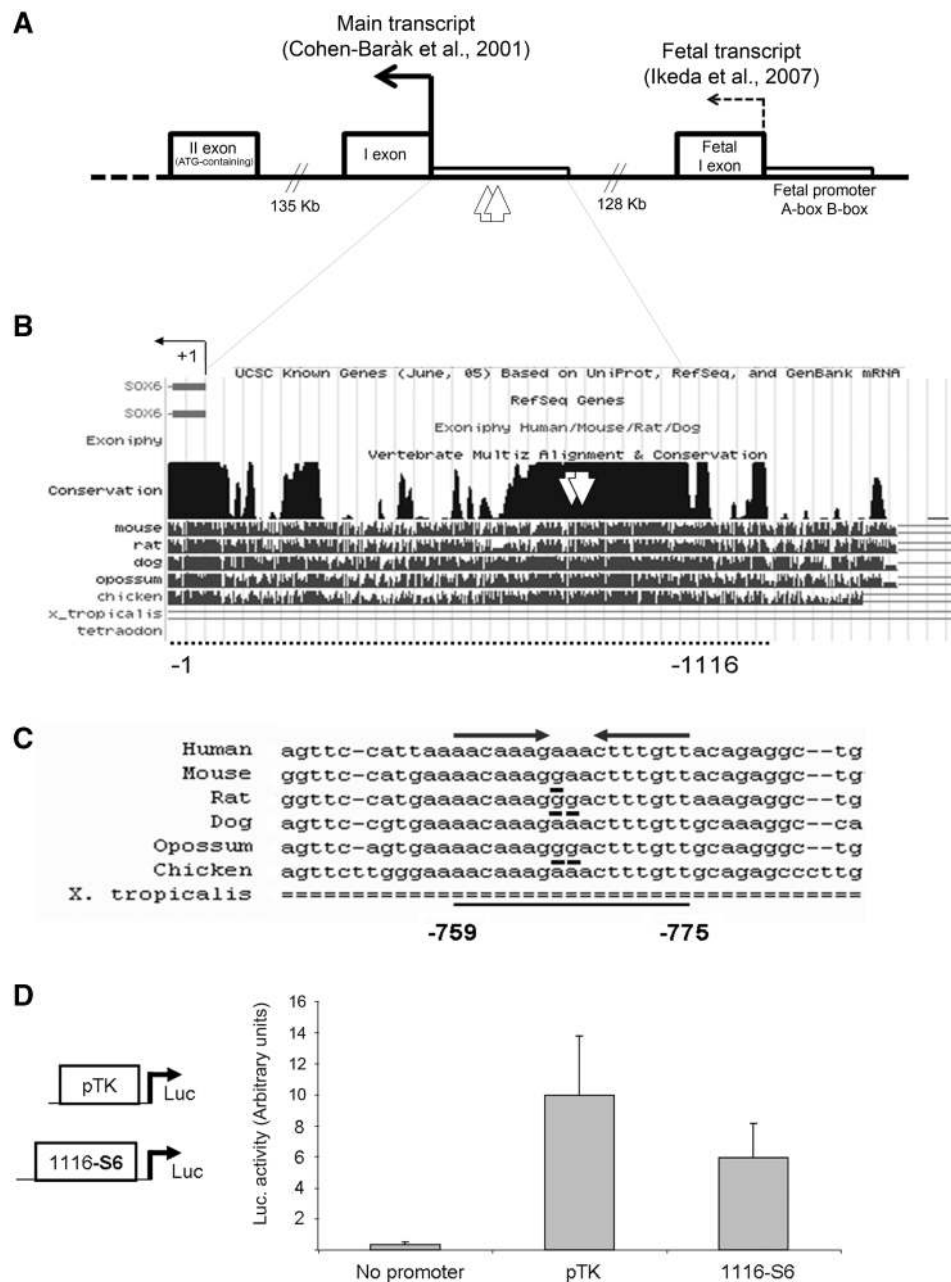 A
Main transcript
(Cohen-Baràk et al., 2001)
Fetal transcript
(Ikeda et al., 2007)
II exon
(ATG-containing)
I exon
Fetal
I exon
135 Kb
128 Kb
Fetal promoter
A-box B-box
B
+1
UCSC Known Genes (June, 05) Based on UniProt, RefSeq, and GenBank mRNA
SOX6
RefSeq Genes
SOX6
Exoniphy Human/Mouse/Rat/Dog
Exoniphy
Vertebrate Multiz Alignment & Conservation
Conservation
mouse
rat
dog
opossum
chicken
x_tropicalis
tetraodon
-1
-1116
C
Human agttc-cattaaaacaaagaaactttgttacagaggc--tg
Mouse ggttc-catgaaaacaaaggaactttgttacagaggc--tg
Rat ggttc-catgaaaacaaagggactttgttaaagaggc--tg
Dog agttc-cgtgaaaacaaagaaactttgttgcaaaggc--ca
Opossum agttc-agtgaaaacaaagggactttgttgcaagggc--tg
Chicken agttcttgggaaaacaaagaaactttgttgcagagcccttg
X. tropicalis =========================================
-759
-775
D
pTK
Luc
1116-S6
Luc
Luc. activity (Arbitrary units)
16
14
12
10
8
6
4
2
No promoter
pTK
1116-S6